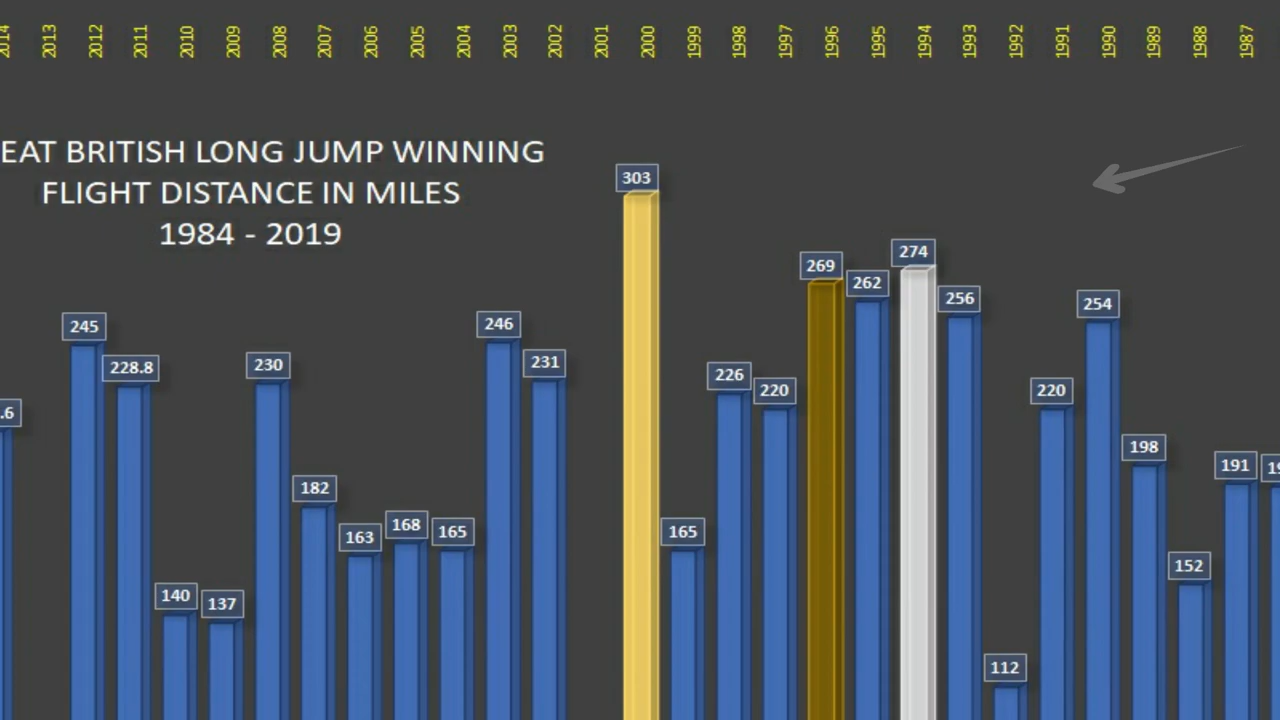 2014 2013 2012 2011 2010 2009 2008 2007 2006 2005 2004 2003 2002 2001 2000 1999 1998 1997 1996 1995 1994 1993 1992 1991 1990 1989 1988 1987
EAT BRITISH LONG JUMP WINNING
FLIGHT DISTANCE IN MILES
1984 - 2019
.6 245 228.8 140 137 230 182 163 168 165 246 231 303 165 226 220 269 262 274 256 112 220 254 198 152 191